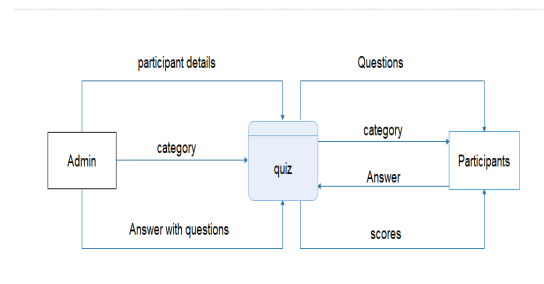 participant details
Questions
category
category
Admin
quiz
Participants
Answer
Answer with questions
scores